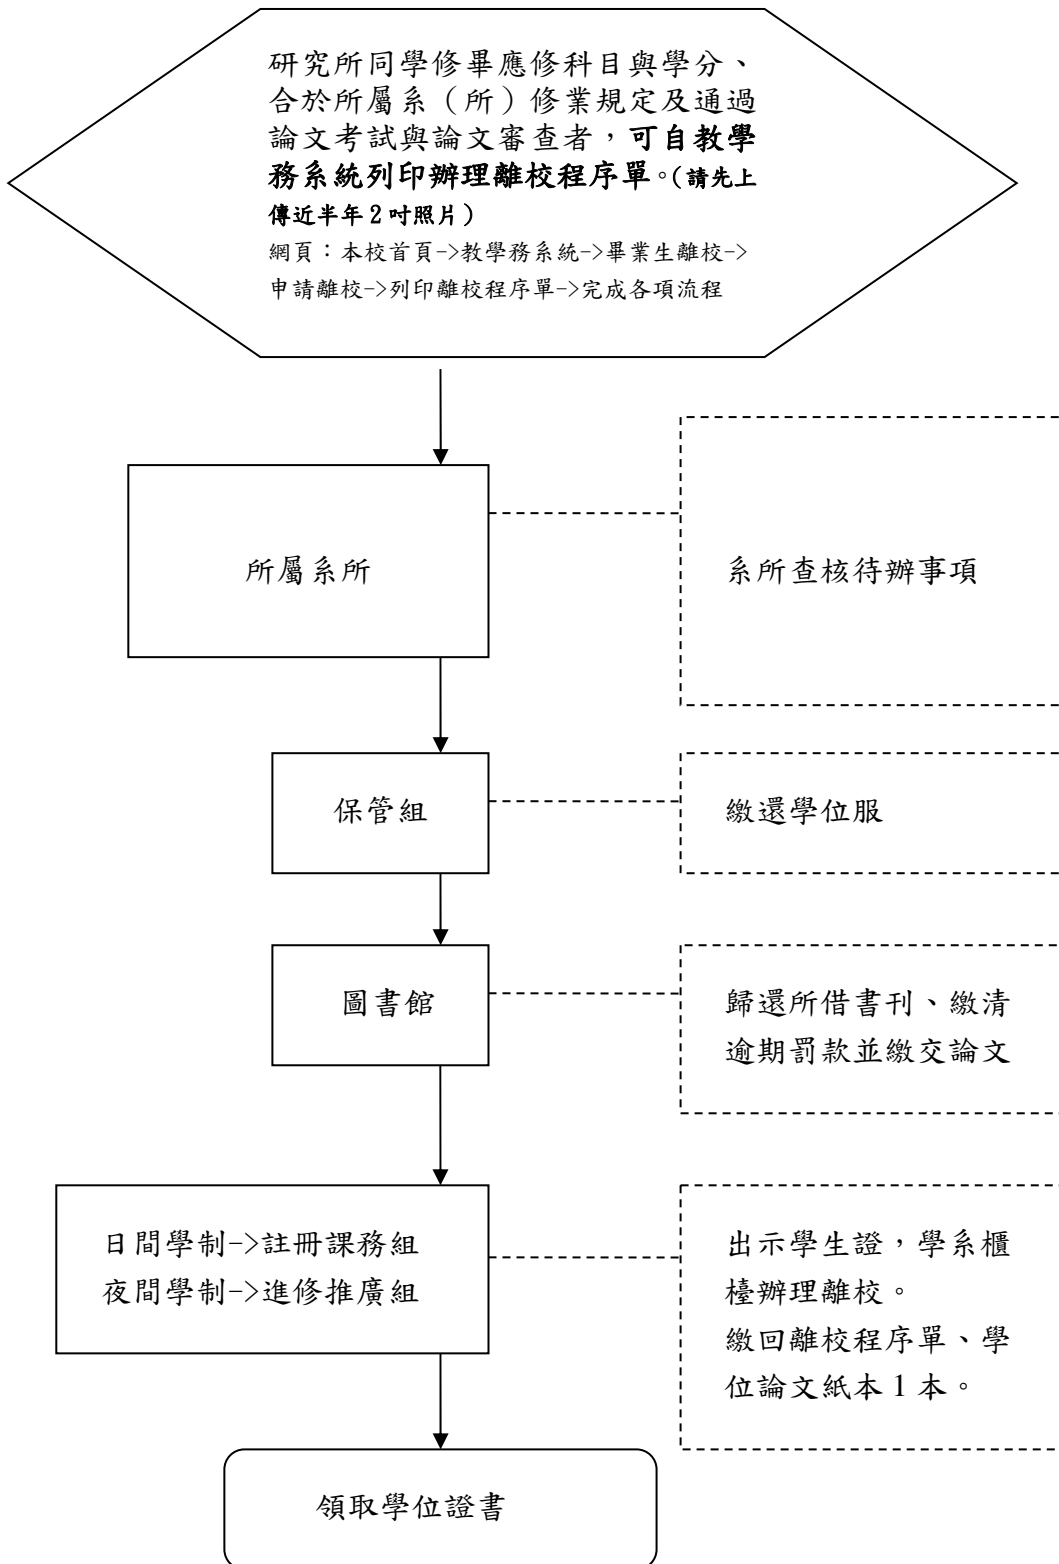 研究所同學修畢應修科目與學分、
合於所屬系（所）修業規定及通過
論文考試與論文審查者，可自教學
務系統列印辦理離校程序單。(請先上
傳近半年2吋照片)
網頁：本校首頁->教學務系統->畢業生離校->
申請離校->列印離校程序單->完成各項流程
所屬系所
系所查核待辦事項
保管組
繳還學位服
圖書館
歸還所借書刊、繳清
逾期罰款並繳交論文
日間學制->註冊課務組
夜間學制->進修推廣組
出示學生證，學系櫃
檯辦理離校。
繳回離校程序單、學
位論文紙本1本。
領取學位證書